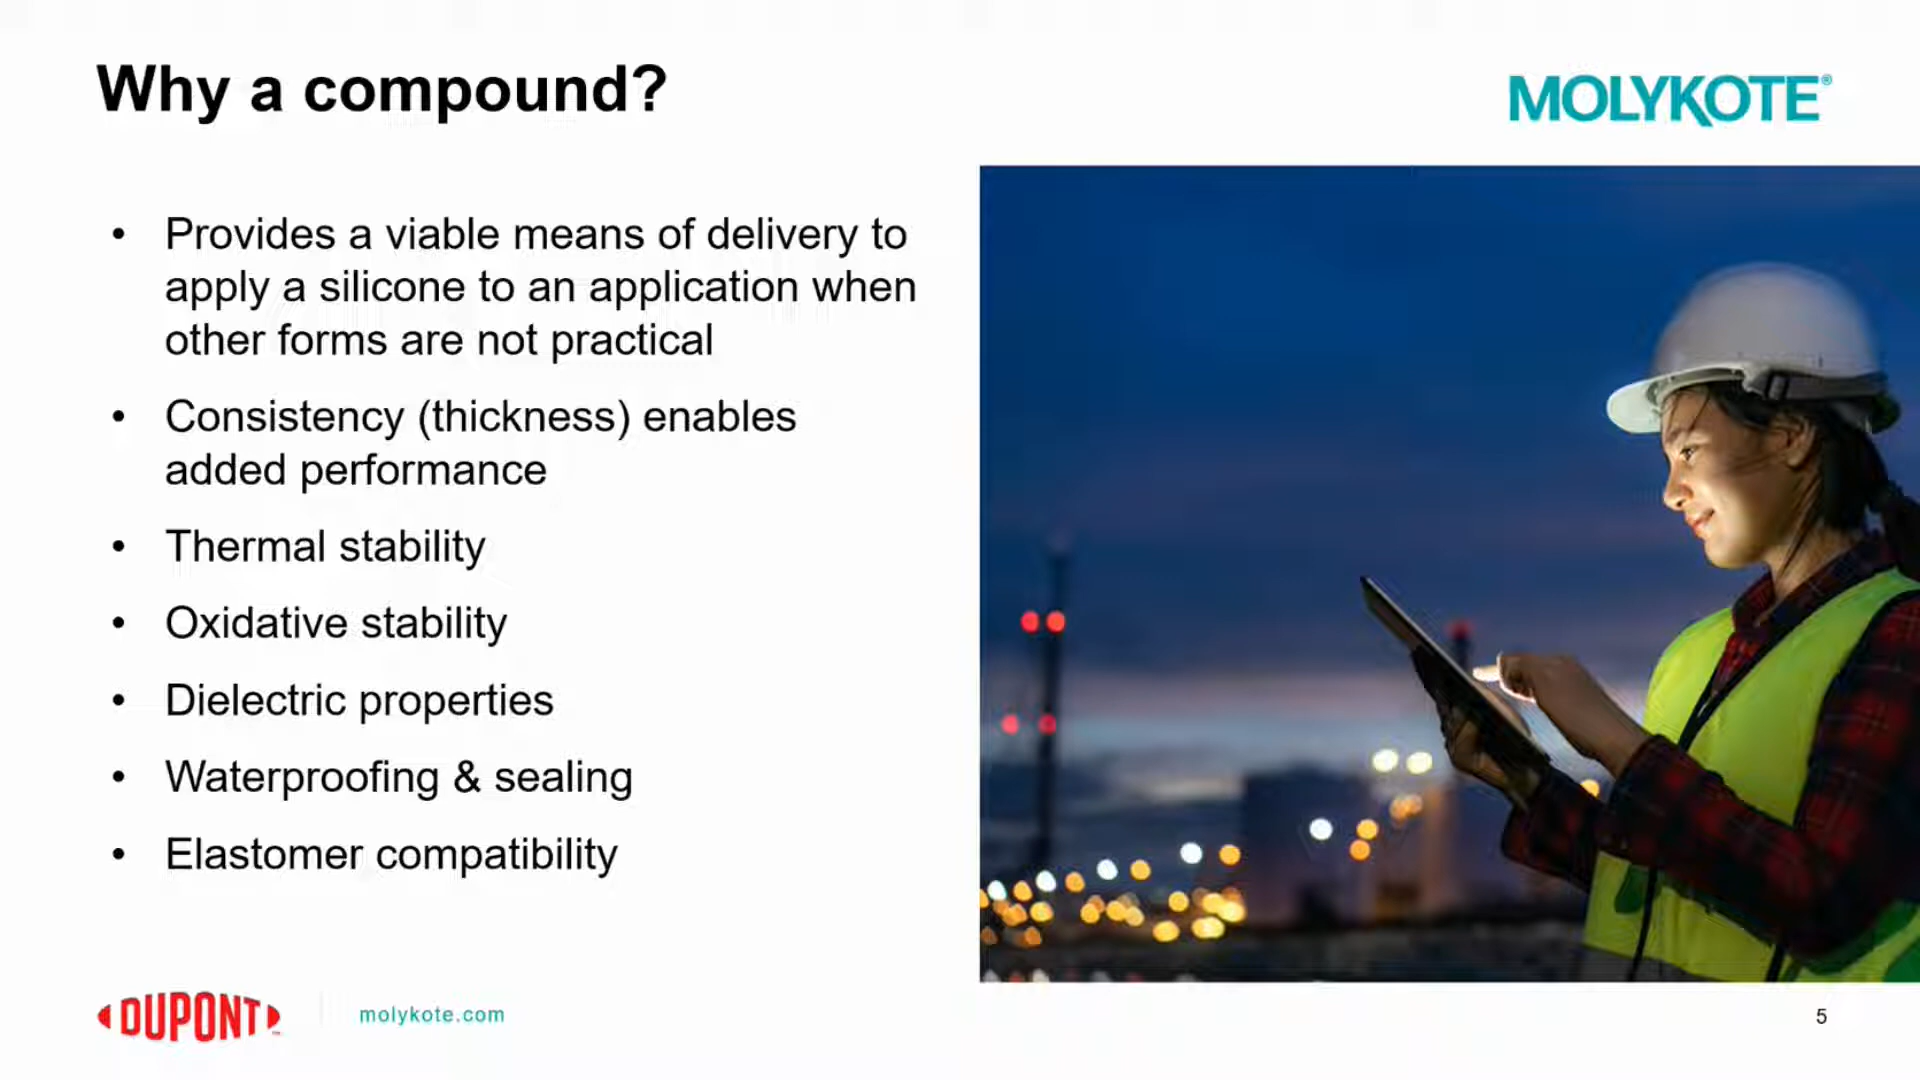 Why a compound?
MOLYKOTE®
• Provides a viable means of delivery to
apply a silicone to an application when
other forms are not practical
• Consistency (thickness) enables
added performance
• Thermal stability
• Oxidative stability
• Dielectric properties
• Waterproofing & sealing
• Elastomer compatibility
DUPONT™
molykote.com
5